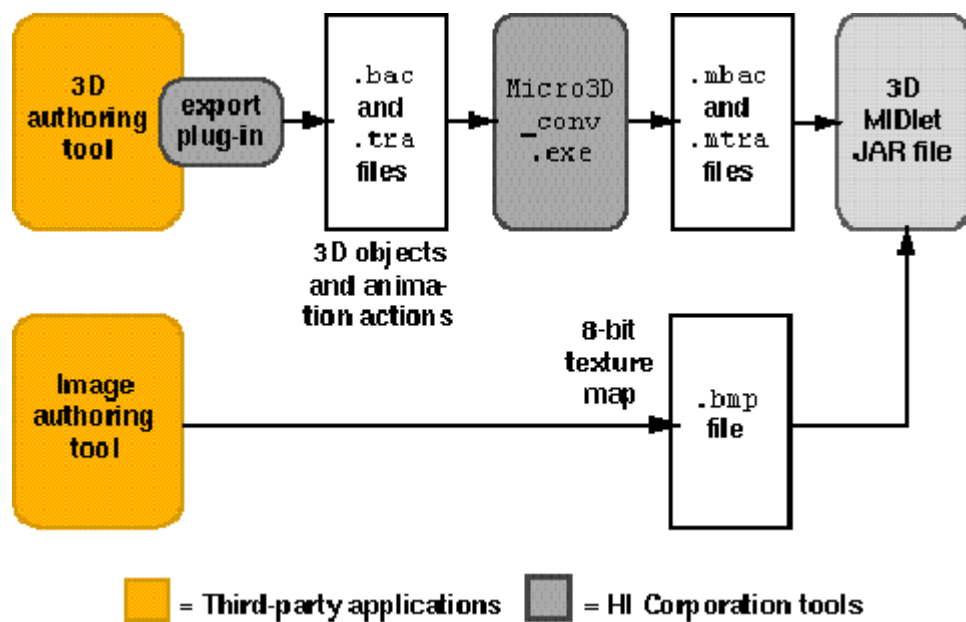 3D
authoring
tool
export
plug-in
.bac
and
.tra
files
Micro3D
_conv
.exe
.mbac
and
.mtra
files
3D
MIDlet
JAR file
3D objects
and anima-
tion actions
Image
authoring
tool
8-bit
texture
map
.bmp
file
= Third-party applications
= HI Corporation tools